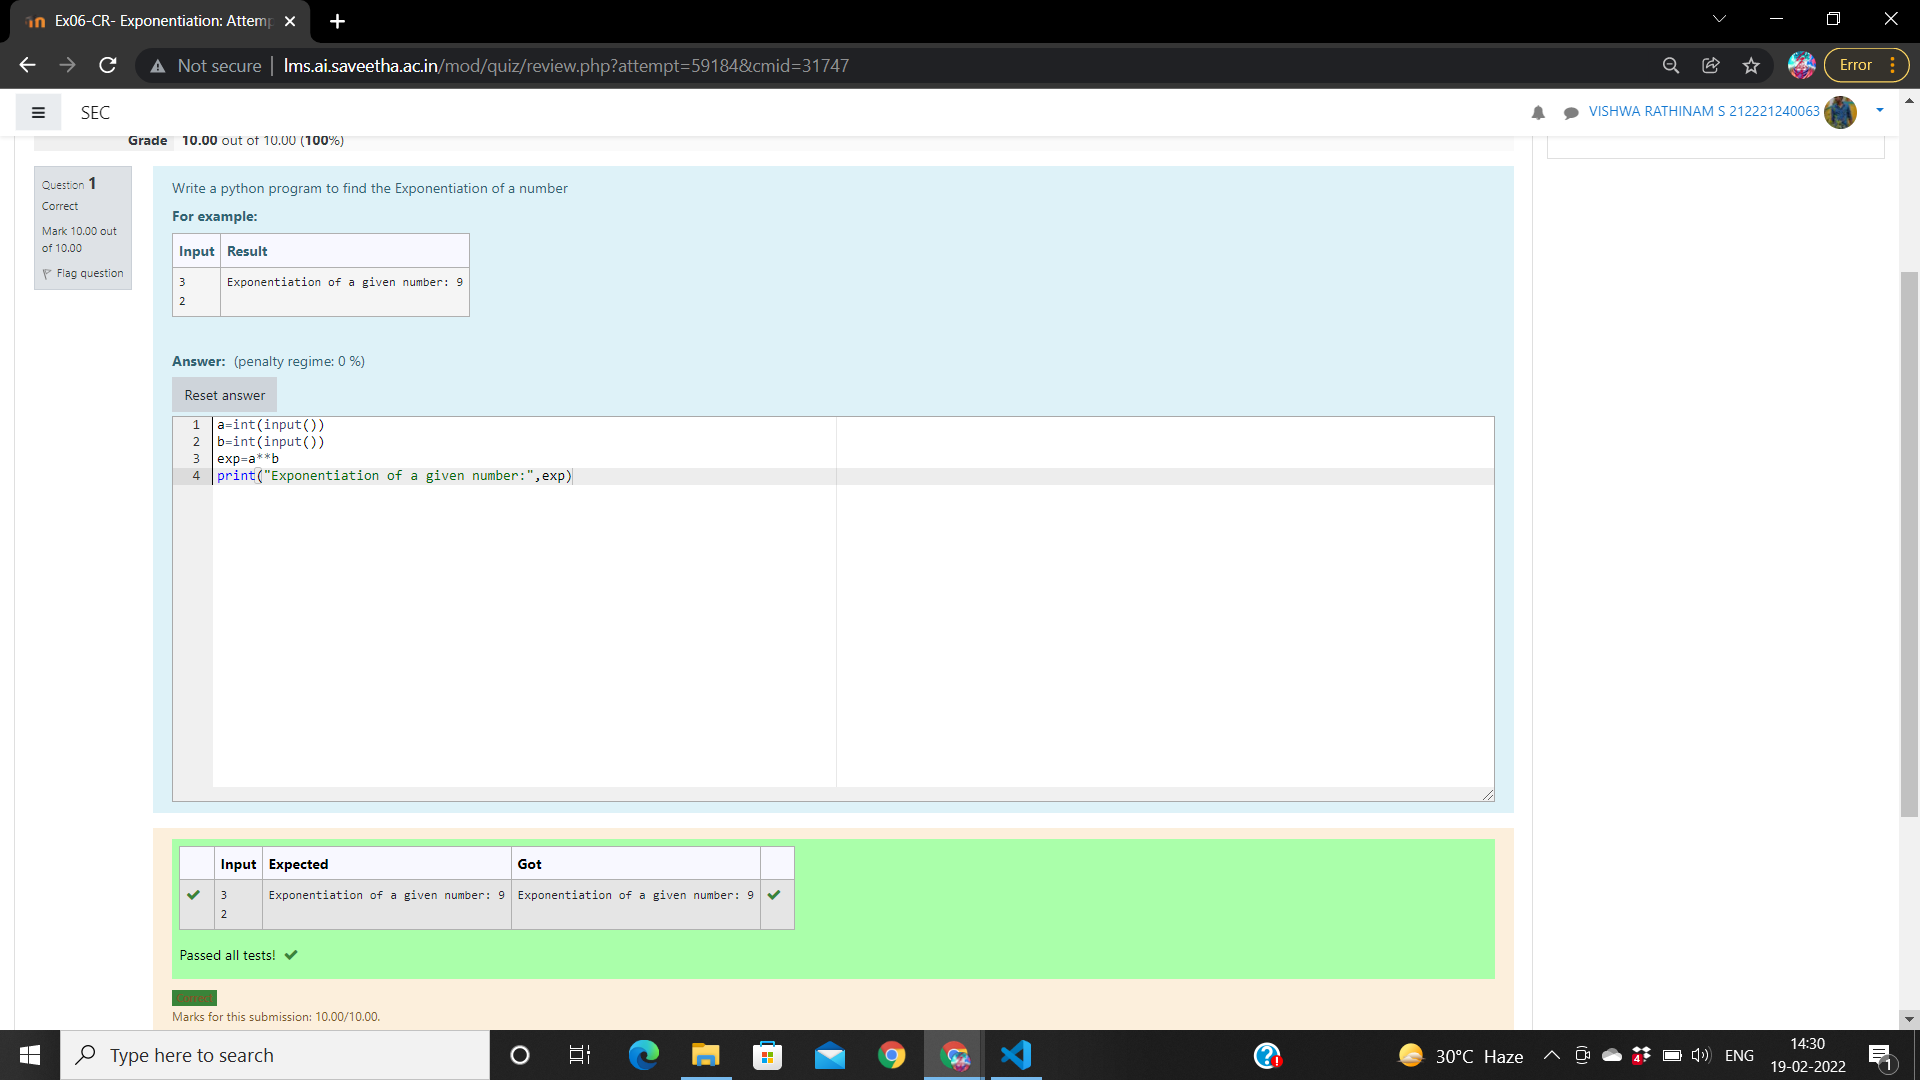 Ex06-CR- Exponentiation: Attemp
Not secure | lms.ai.saveetha.ac.in/mod/quiz/review.php?attempt=59184&cmid=31747
Error
SEC
VISHWA RATHINAM S 212221240063
Grade 10.00 out of 10.00 (100%)
Question 1
Correct
Mark 10.00 out
of 10.00
Flag question
Write a python program to find the Exponentiation of a number
For example:
Input Result
3 Exponentiation of a given number: 9
2
Answer: (penalty regime: 0 %)
Reset answer
1 a=int(input())
2 b=int(input())
3 exp=a**b
4 print("Exponentiation of a given number:",exp)
Input Expected Got
3 Exponentiation of a given number: 9 Exponentiation of a given number: 9
2
Passed all tests!
Correct
Marks for this submission: 10.00/10.00.
Type here to search
30°C Haze
4
ENG
14:30
19-02-2022
1